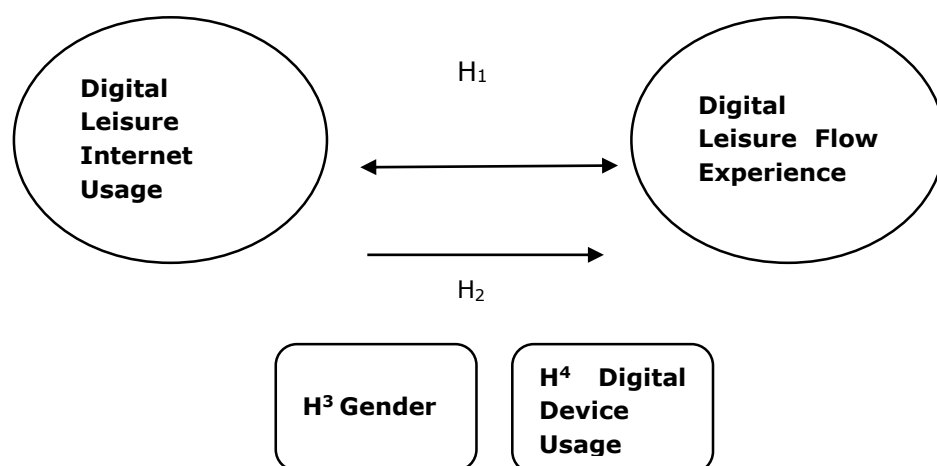 Digital
Leisure
Internet
Usage
H₁
Digital
Leisure Flow
Experience
H₂
H³ Gender
H⁴ Digital
Device
Usage